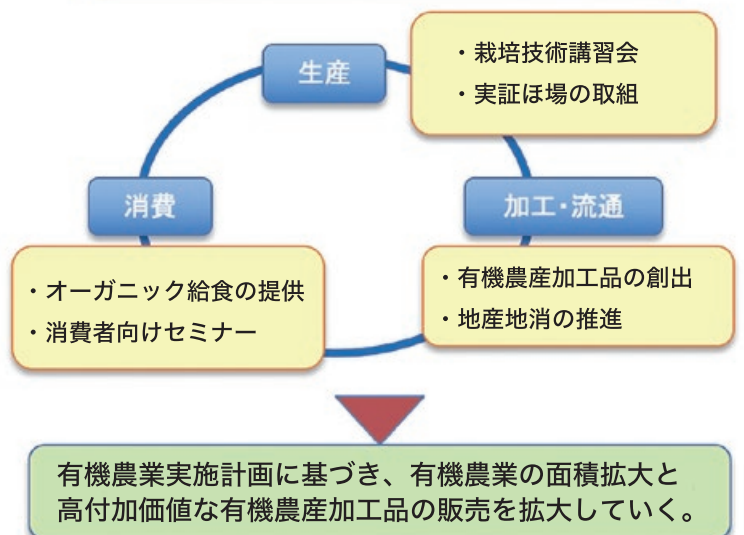 生産
・栽培技術講習会
・実証ほ場の取組
消費
加工・流通
・オーガニック給食の提供
・消費者向けセミナー
・有機農産加工品の創出
・地産地消の推進
有機農業実施計画に基づき、有機農業の面積拡大と
高付加価値な有機農産加工品の販売を拡大していく。